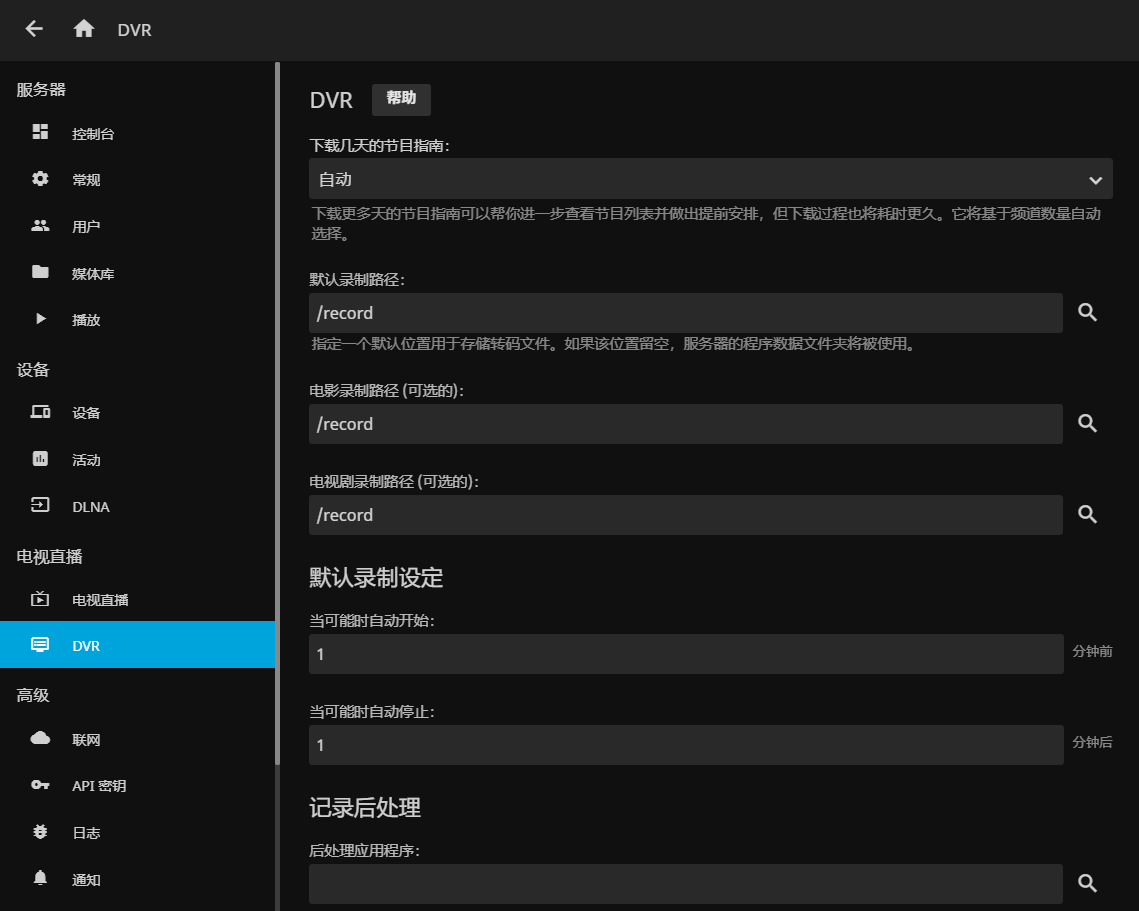 DVR
服务器
控制台
常规
用户
媒体库
播放
设备
设备
活动
DLNA
电视直播
电视直播
DVR
高级
联网
API 密钥
日志
通知
DVR
帮助
下载几天的节目指南:
自动
下载更多天的节目指南可以帮你进一步查看节目列表并做出提前安排，但下载过程也将耗时更久。它将基于频道数量自动
选择。
默认录制路径:
/record
指定一个默认位置用于存储转码文件。如果该位置留空，服务器的程序数据文件夹将被使用。
电影录制路径 (可选的):
/record
电视剧录制路径 (可选的):
/record
默认录制设定
当可能时自动开始:
1
分钟前
当可能时自动停止:
1
分钟后
记录后处理
后处理应用程序: